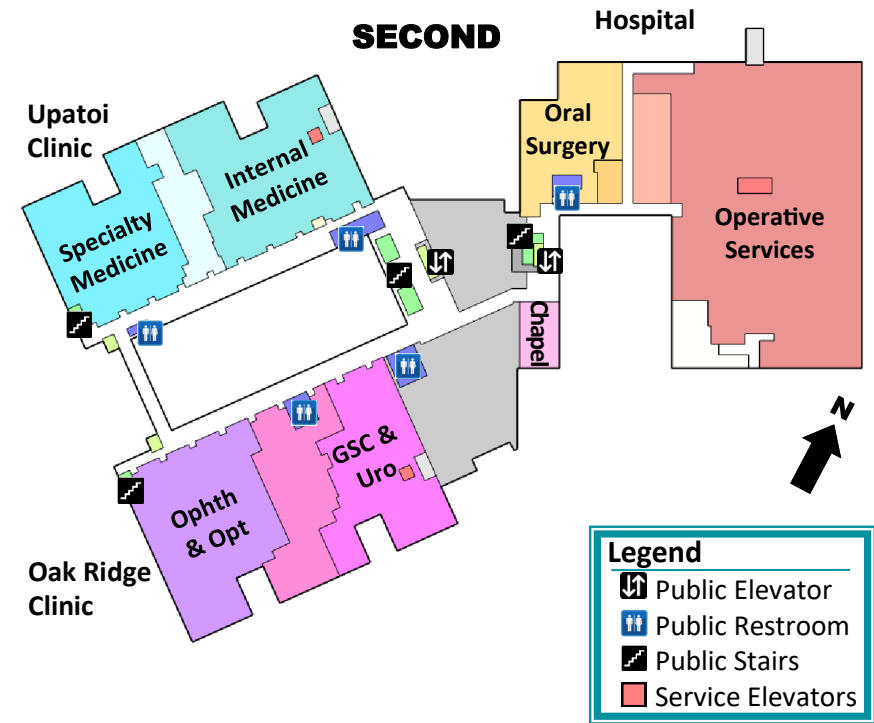 SECOND
Hospital
Upatoi
Clinic
Oral
Surgery
Internal
Medicine
Specialty
Medicine
Operative
Services
Chapel
GSC &
Uro
Ophth
& Opt
Oak Ridge
Clinic
N
Legend
Public Elevator
Public Restroom
Public Stairs
Service Elevators